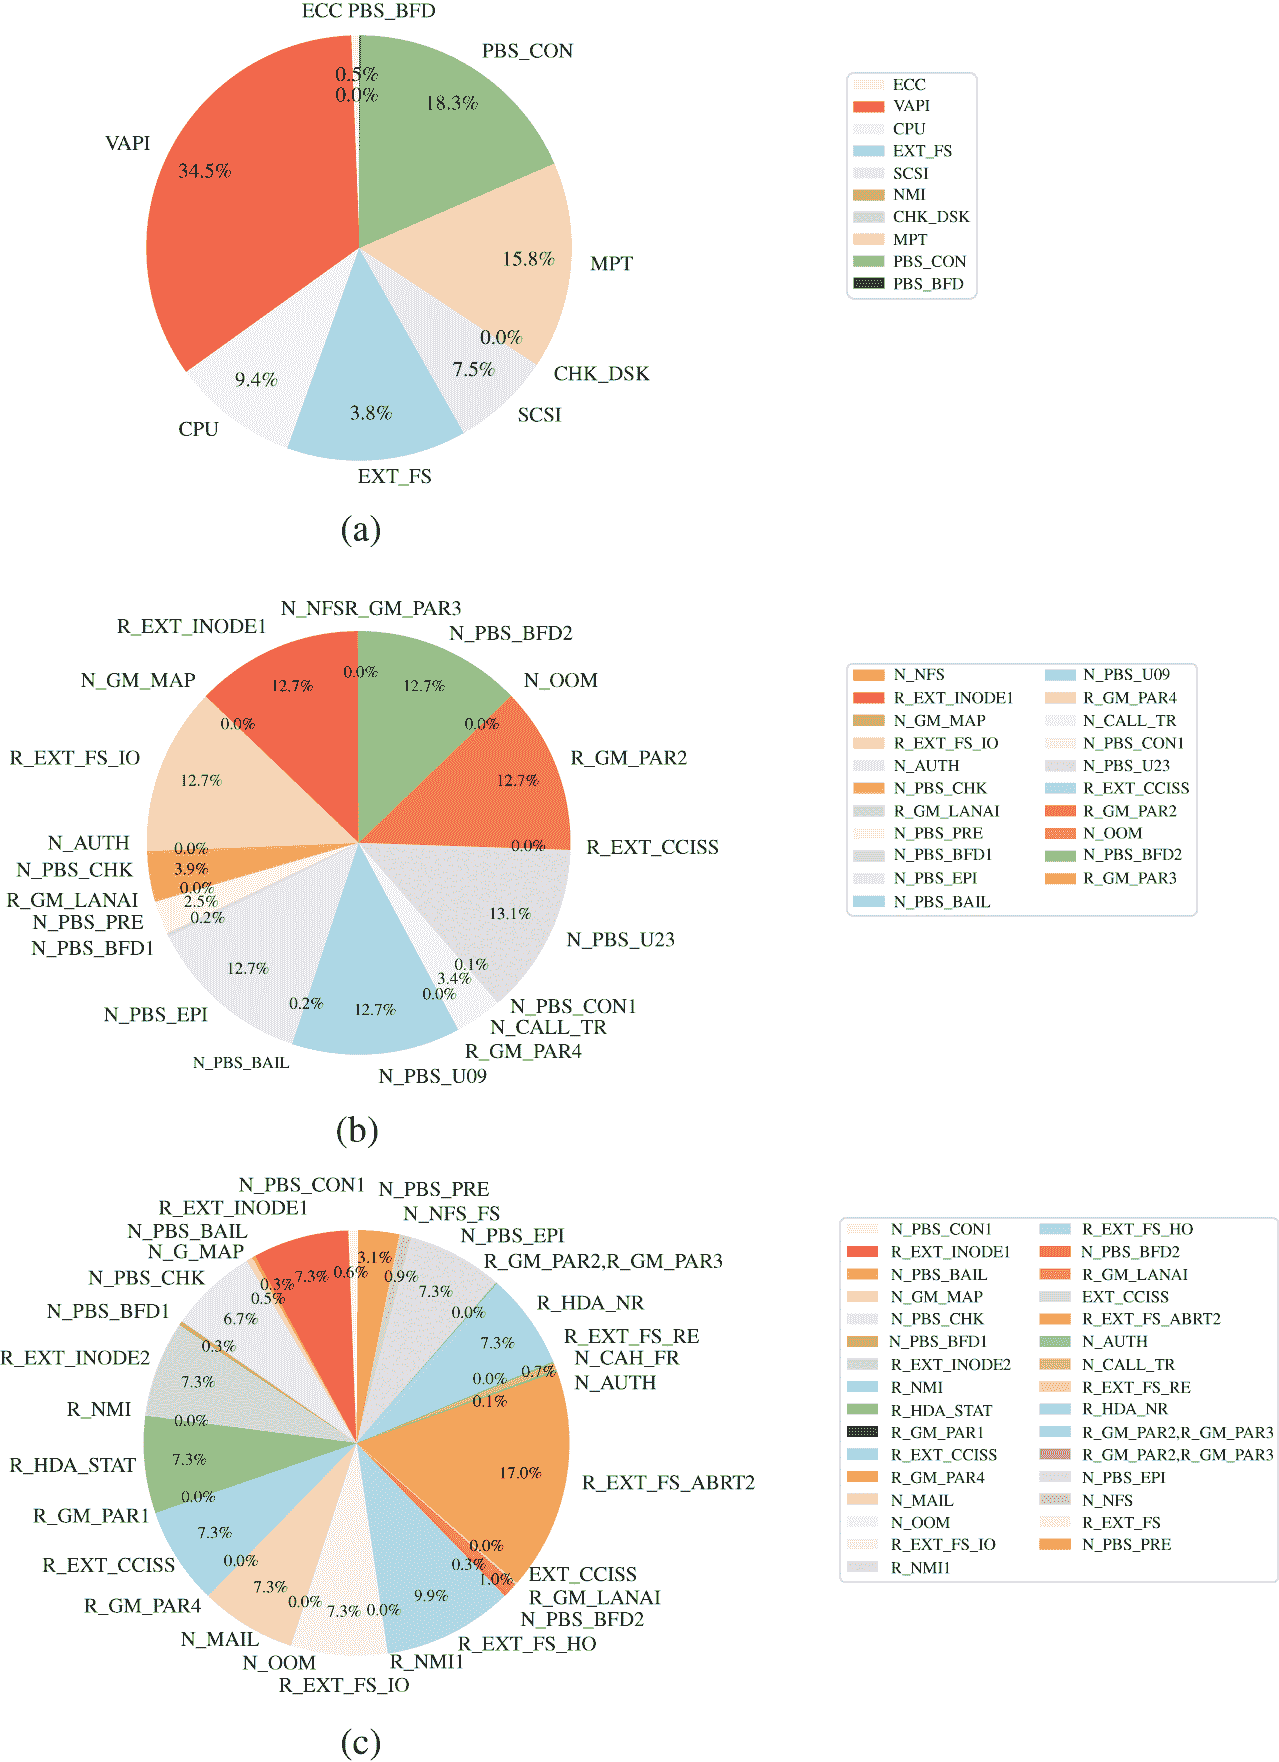 ECC PBS_BFD
PBS_CON
0.5%
0.0%
18.3%
VAPI
34.5%
15.8%
MPT
0.0%
7.5%
CHK_DSK
9.4%
3.8%
SCSI
CPU
EXT_FS
ECC
VAPI
CPU
EXT_FS
SCSI
NMI
CHK_DSK
MPT
PBS_CON
PBS_BFD
(a)
N_NFSR_GM_PAR3
R_EXT_INODE1
N_PBS_BFD2
N_GM_MAP
N_OOM
12.7%
0.0%
12.7%
0.0%
0.0%
R_EXT_FS_IO
R_GM_PAR2
12.7%
12.7%
N_AUTH
0.0%
0.0%
R_EXT_CCISS
N_PBS_CHK
3.9%
0.0%
R_GM_LANAI
2.5%
N_PBS_PRE
0.2%
13.1%
N_PBS_BFD1
N_PBS_U23
12.7%
0.1%
3.4%
0.0%
0.2%
12.7%
N_PBS_EPI
N_PBS_CON1
N_CALL_TR
N_PBS_BAIL
R_GM_PAR4
N_PBS_U09
N_NFS
R_EXT_INODE1
N_GM_MAP
R_EXT_FS_IO
N_AUTH
N_PBS_CHK
R_GM_LANAI
N_PBS_PRE
N_PBS_BFD1
N_PBS_EPI
N_PBS_BAIL
N_PBS_U09
R_GM_PAR4
N_CALL_TR
N_PBS_CON1
N_PBS_U23
R_EXT_CCISS
R_GM_PAR2
N_OOM
N_PBS_BFD2
R_GM_PAR3
(b)
N_PBS_CON1
N_PBS_PRE
R_EXT_INODE1
N_NFS_FS
N_PBS_BAIL
N_PBS_EPI
N_G_MAP
R_GM_PAR2,R_GM_PAR3
N_PBS_CHK
3.1%
0.6%
0.9%
7.3%
0.3%
0.5%
7.3%
N_PBS_BFD1
R_HDA_NR
6.7%
0.0%
0.3%
7.3%
R_EXT_FS_RE
R_EXT_INODE2
N_CAH_FR
7.3%
0.0%
0.7%
N_AUTH
0.1%
R_NMI
0.0%
R_HDA_STAT
7.3%
17.0%
R_EXT_FS_ABRT2
0.0%
R_GM_PAR1
7.3%
0.0%
R_EXT_CCISS
0.0%
0.3%
1.0%
EXT_CCISS
7.3%
9.9%
R_GM_LANAI
R_GM_PAR4
0.0%
7.3%
0.0%
N_PBS_BFD2
N_MAIL
R_EXT_FS_HO
N_OOM
R_NMI1
R_EXT_FS_IO
N_PBS_CON1
R_EXT_INODE1
N_PBS_BAIL
N_GM_MAP
N_PBS_CHK
N_PBS_BFD1
R_EXT_INODE2
R_NMI
R_HDA_STAT
R_GM_PAR1
R_EXT_CCISS
R_GM_PAR4
N_MAIL
N_OOM
R_EXT_FS_IO
R_NMI1
R_EXT_FS_HO
N_PBS_BFD2
R_GM_LANAI
EXT_CCISS
R_EXT_FS_ABRT2
N_AUTH
N_CALL_TR
R_EXT_FS_RE
R_HDA_NR
R_GM_PAR2,R_GM_PAR3
R_GM_PAR2,R_GM_PAR3
N_PBS_EPI
N_NFS
R_EXT_FS
N_PBS_PRE
(c)